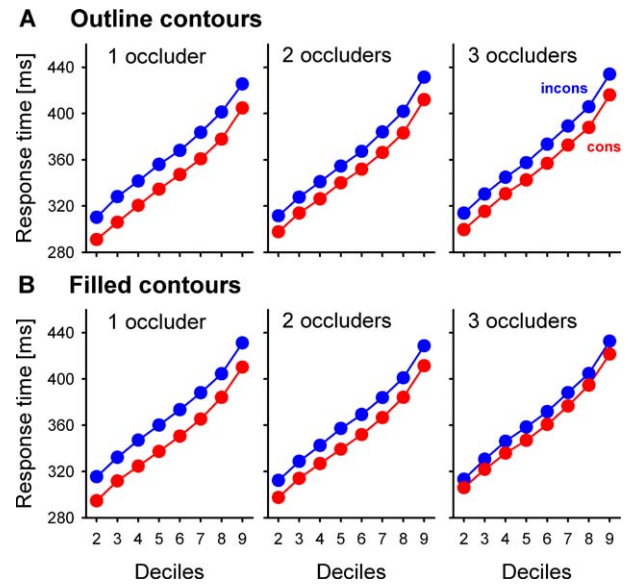 A Outline contours
1 occluder 2 occluders 3 occluders
Response time [ms]
440
400
360
320
280
incons
cons
B Filled contours
1 occluder 2 occluders 3 occluders
Response time [ms]
440
400
360
320
280
2 3 4 5 6 7 8 9 2 3 4 5 6 7 8 9 2 3 4 5 6 7 8 9
Deciles Deciles Deciles